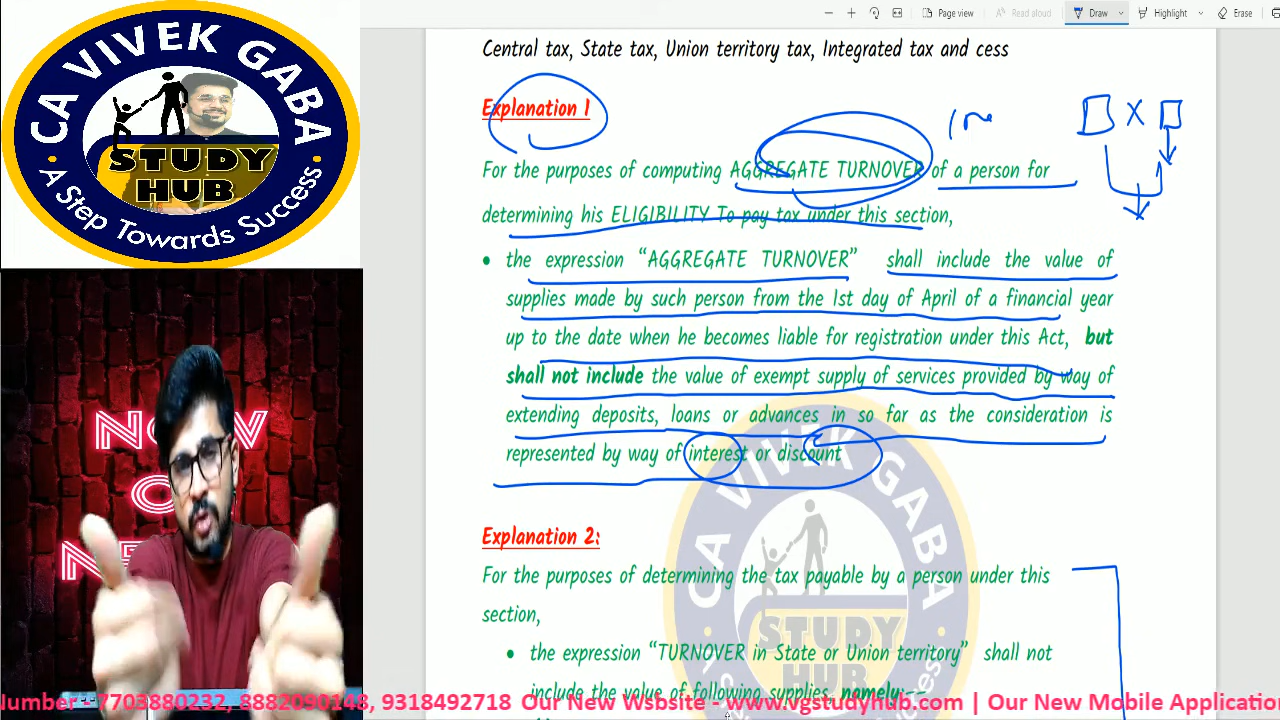 Page view
Read aloud
Draw
Highlight
Erase
CA VIVEK GABA
STUDY
HUB
A Step Towards Success
Central tax, State tax, Union territory tax, Integrated tax and cess
Explanation 1
For the purposes of computing AGGREGATE TURNOVER of a person for
determining his ELIGIBILITY To pay tax under this section,
• the expression “AGGREGATE TURNOVER” shall include the value of
supplies made by such person from the 1st day of April of a financial year
up to the date when he becomes liable for registration under this Act, but
shall not include the value of exempt supply of services provided by way of
extending deposits, loans or advances in so far as the consideration is
represented by way of interest or discount
Explanation 2:
For the purposes of determining the tax payable by a person under this
section,
• the expression “TURNOVER in State or Union territory” shall not
include the value of following supplies, namely:--
STUDY
HUB
umber - 7703880232, 8882090148, 9318492718 Our New Wsbsite - www.vgstudyhub.com | Our New Mobile Application